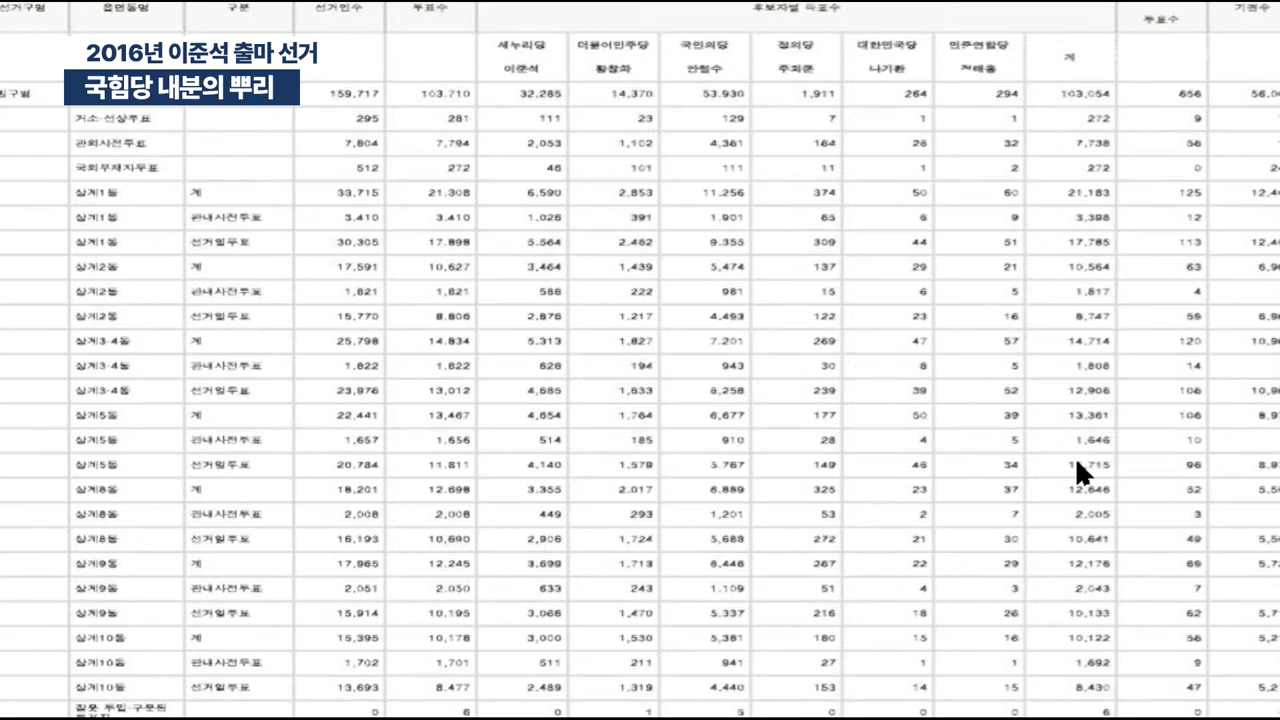 선거구명 읍면동명 구분 선거인수 투표수 후보자별 득표수 투표수 기권수
2016년 이준석 출마 선거
국힘당 내분의 뿌리
새누리당 더불어민주당 국민의당 정의당 대한민국당 민주연합당 계
이준석 황창화 안철수 주희준 나기환 정태흥
159,717 103,710 32,285 14,370 53,930 1,911 264 294 103,054 656
거소·선상투표 295 281 111 23 129 7 1 1 272 9
관외사전투표 7,804 7,794 2,053 1,102 4,361 164 26 32 7,738 56
국외부재자투표 512 272 46 101 111 11 1 2 272 0
상계1동 계 33,715 21,308 6,590 2,853 11,256 374 50 60 21,183 125
상계1동 관내사전투표 3,410 3,410 1,026 391 1,901 65 6 9 3,398 12
상계1동 선거일투표 30,305 17,898 5,564 2,462 9,355 309 44 51 17,785 113
상계2동 계 17,591 10,627 3,464 1,439 5,474 137 29 21 10,564 63
상계2동 관내사전투표 1,821 1,821 588 222 981 15 6 5 1,817 4
상계2동 선거일투표 15,770 8,806 2,876 1,217 4,493 122 23 16 8,747 59
상계3·4동 계 25,798 14,834 5,313 1,827 7,201 269 47 57 14,714 120
상계3·4동 관내사전투표 1,822 1,822 628 194 943 30 8 5 1,808 14
상계3·4동 선거일투표 23,976 13,012 4,685 1,633 6,258 239 39 52 12,906 106
상계5동 계 22,441 13,467 4,654 1,764 6,677 177 50 39 13,361 106
상계5동 관내사전투표 1,657 1,656 514 185 910 28 4 5 1,646 10
상계5동 선거일투표 20,784 11,811 4,140 1,579 5,767 149 46 34 96
상계8동 계 18,201 12,698 3,355 2,017 6,889 325 23 37 12,646 52
상계8동 관내사전투표 2,008 2,008 449 293 1,201 53 2 7 2,005 3
상계8동 선거일투표 16,193 10,690 2,906 1,724 5,688 272 21 30 10,641 49
상계9동 계 17,965 12,245 3,699 1,713 6,446 267 22 29 12,176 69
상계9동 관내사전투표 2,051 2,050 633 243 1,109 51 4 3 2,043 7
상계9동 선거일투표 15,914 10,195 3,066 1,470 5,337 216 18 26 10,133 62
상계10동 계 15,395 10,178 3,000 1,530 5,381 180 15 16 10,122 56
상계10동 관내사전투표 1,702 1,701 511 211 941 27 1 1 1,692 9
상계10동 선거일투표 13,693 8,477 2,489 1,319 4,440 153 14 15 8,430 47
잘못 투입·구분된 0 6 0 1 5 0 0 0 6 0